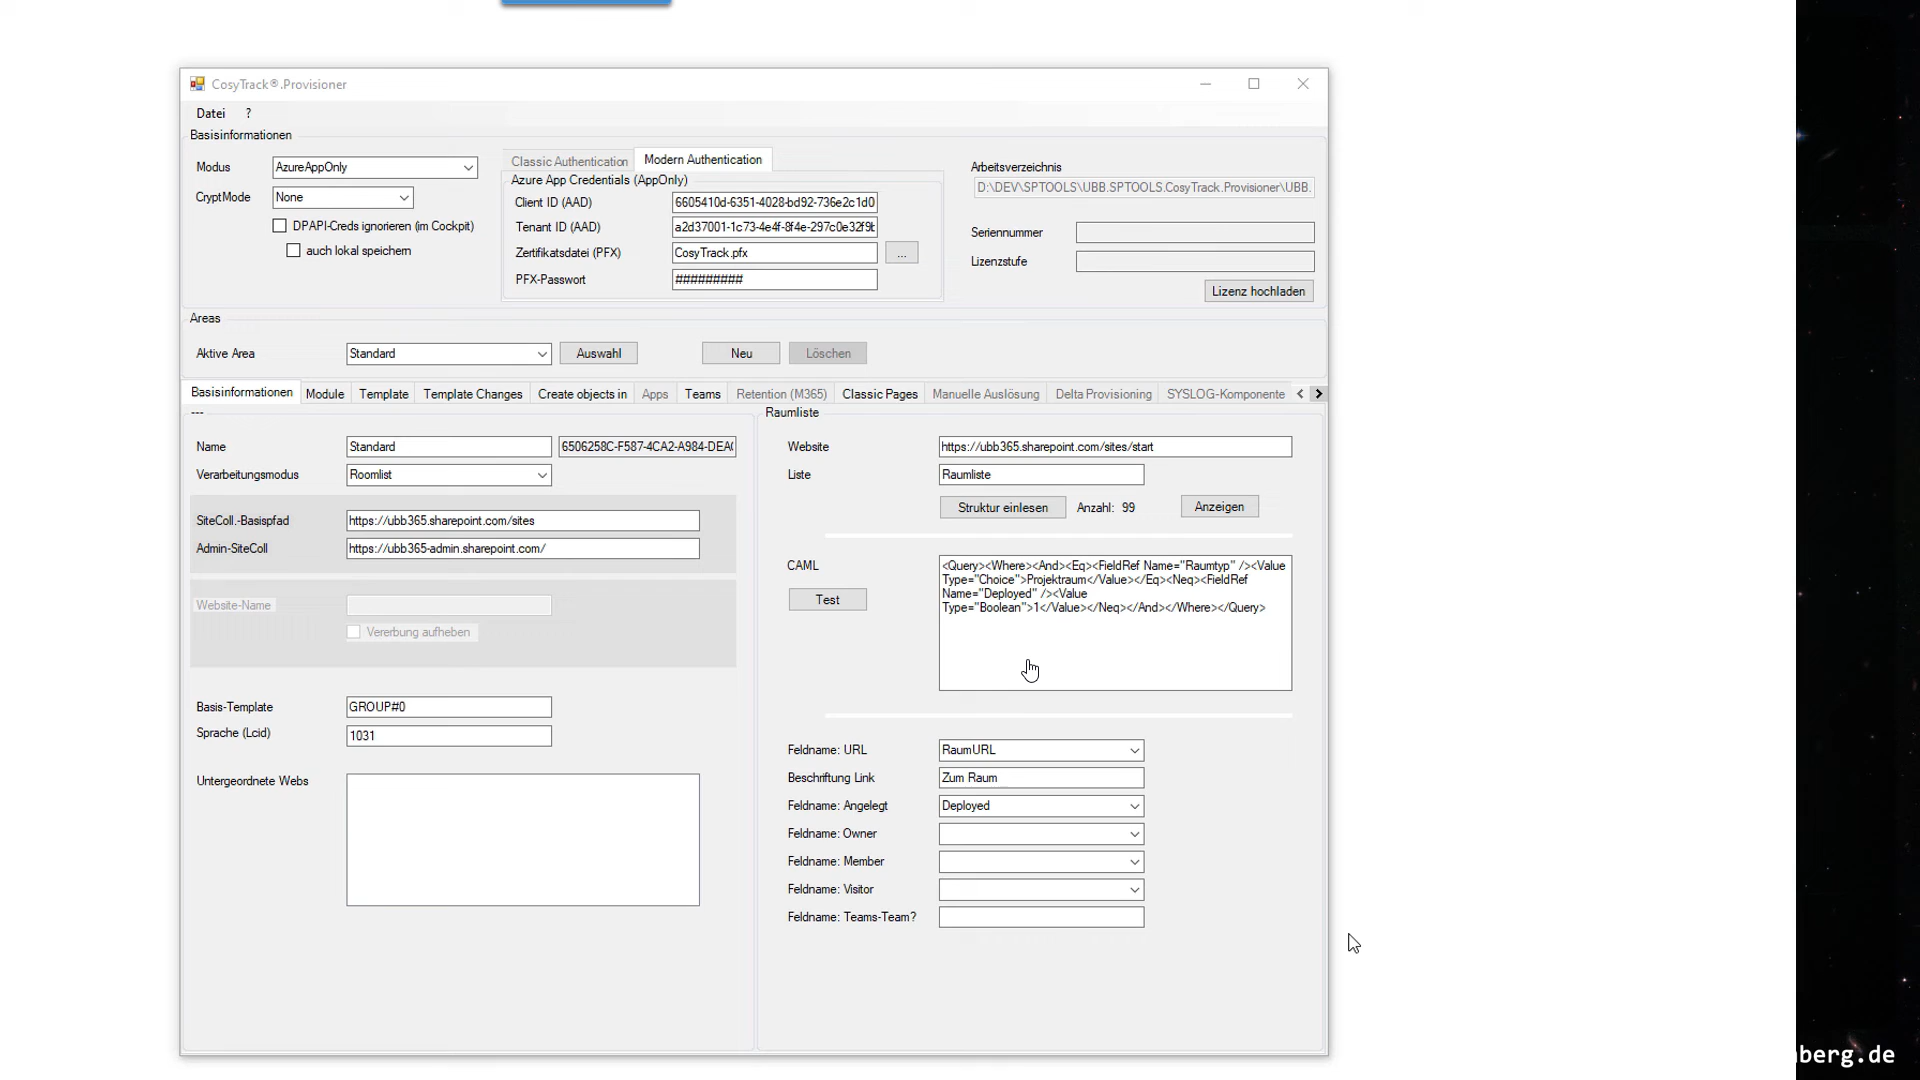 CosyTrack®.Provisioner
Datei ?
Basisinformationen
Modus AzureAppOnly
CryptMode None
DPAPI-Creds ignorieren (im Cockpit)
auch lokal speichern
Classic Authentication Modern Authentication
Azure App Credentials (AppOnly)
Client ID (AAD) 6605410d-6351-4028-bd92-736e2c1d0
Tenant ID (AAD) a2d37001-1c73-4e4f-8f4e-297c0e32f9b
Zertifikatsdatei (PFX) CosyTrack.pfx ...
PFX-Passwort #########
Arbeitsverzeichnis
D:\DEV\SPTOOLS\UBB.SPTOOLS.CosyTrack.Provisioner\UBB.
Seriennummer
Lizenzstufe
Lizenz hochladen
Areas
Aktive Area Standard Auswahl Neu Löschen
Basisinformationen Module Template Template Changes Create objects in Apps Teams Retention (M365) Classic Pages Manuelle Auslösung Delta Provisioning SYSLOG-Komponente
---
Name Standard 6506258C-F587-4CA2-A984-DEA
Verarbeitungsmodus Roomlist
SiteColl.-Basispfad https://ubb365.sharepoint.com/sites
Admin-SiteColl https://ubb365-admin.sharepoint.com/
Website-Name
Vererbung aufheben
Basis-Template GROUP#0
Sprache (Lcid) 1031
Untergeordnete Webs
Raumliste
Website https://ubb365.sharepoint.com/sites/start
Liste Raumliste
Struktur einlesen Anzahl: 99 Anzeigen
CAML
Test
<Query><Where><And><Eq><FieldRef Name="Raumtyp" /><Value
Type="Choice">Projektraum</Value></Eq><Neq><FieldRef
Name="Deployed" /><Value
Type="Boolean">1</Value></Neq></And></Where></Query>
Feldname: URL RaumURL
Beschriftung Link Zum Raum
Feldname: Angelegt Deployed
Feldname: Owner
Feldname: Member
Feldname: Visitor
Feldname: Teams-Team?
berg.de